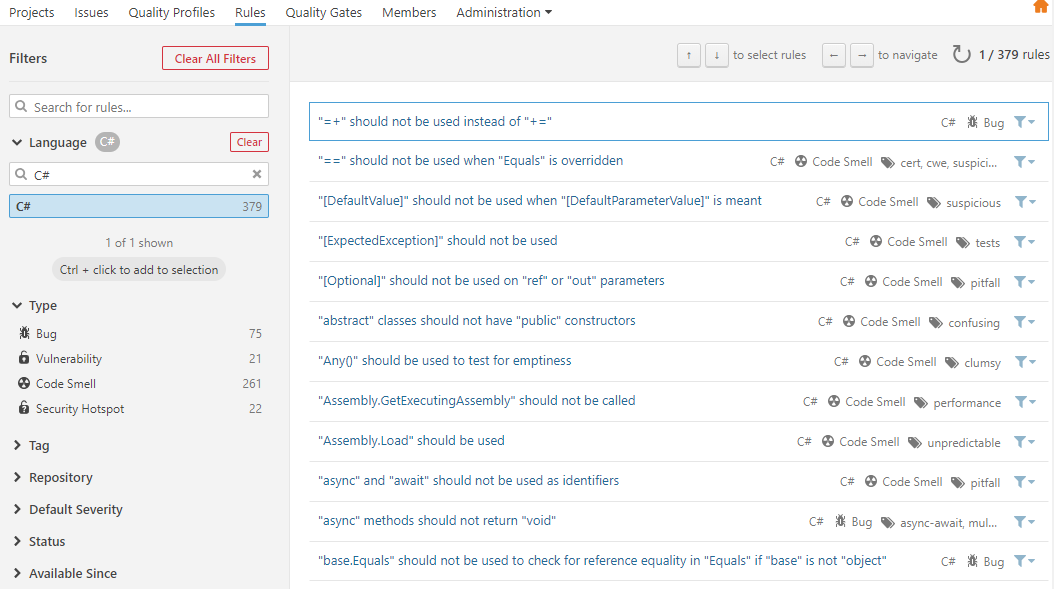 Projects Issues Quality Profiles Rules Quality Gates Members Administration
Filters Clear All Filters
↑ ↓ to select rules ← → to navigate 1 / 379 rules
Search for rules...
Language C# Clear
C#
C# 379
1 of 1 shown
Ctrl + click to add to selection
Type
Bug 75
Vulnerability 21
Code Smell 261
Security Hotspot 22
Tag
Repository
Default Severity
Status
Available Since
"=+" should not be used instead of "+=" C# Bug
"==" should not be used when "Equals" is overridden C# Code Smell cert, cwe, suspici...
"[DefaultValue]" should not be used when "[DefaultParameterValue]" is meant C# Code Smell suspicious
"[ExpectedException]" should not be used C# Code Smell tests
"[Optional]" should not be used on "ref" or "out" parameters C# Code Smell pitfall
"abstract" classes should not have "public" constructors C# Code Smell confusing
"Any()" should be used to test for emptiness C# Code Smell clumsy
"Assembly.GetExecutingAssembly" should not be called C# Code Smell performance
"Assembly.Load" should be used C# Code Smell unpredictable
"async" and "await" should not be used as identifiers C# Code Smell pitfall
"async" methods should not return "void" C# Bug async-await, mul...
"base.Equals" should not be used to check for reference equality in "Equals" if "base" is not "object" C# Bug